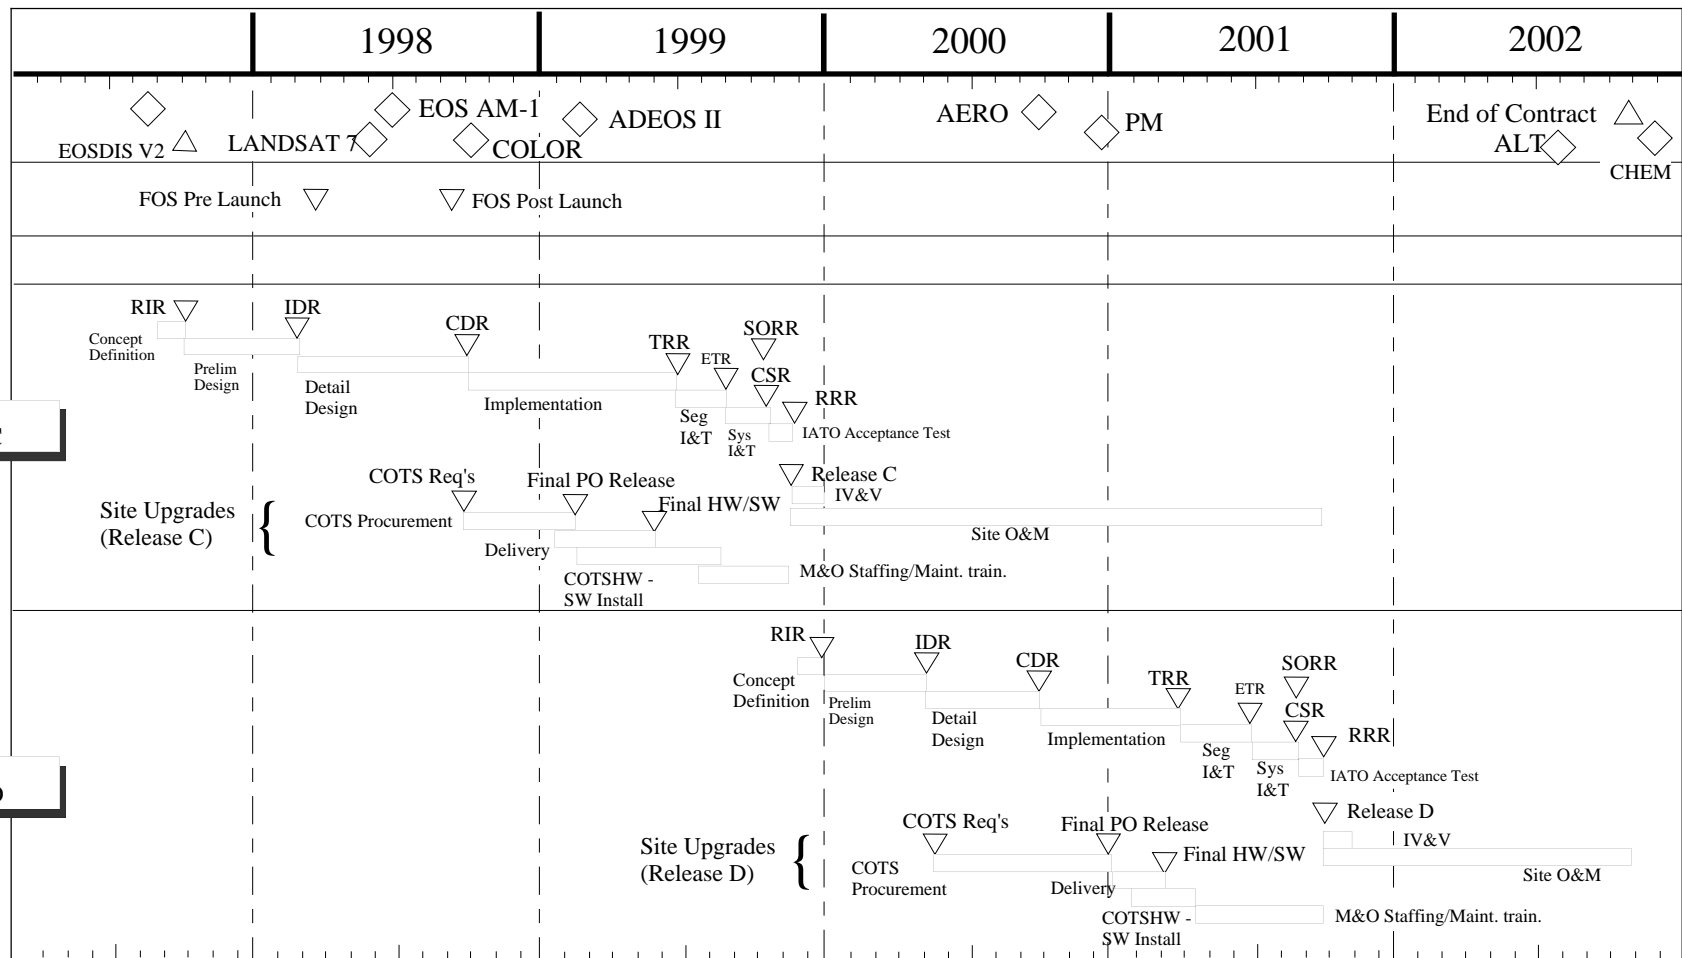 1998 1999 2000 2001 2002
EOS AM-1 ADEOS II AERO PM End of Contract
EOSDIS V2 LANDSAT 7 COLOR ALT
CHEM
FOS Pre Launch FOS Post Launch
RIR IDR CDR TRR ETR SORR
Concept
Definition
Prelim
Design
Detail
Design
Implementation
CSR
RRR
Seg
I&T
Sys
I&T
IATO Acceptance Test
COTS Req's Final PO Release Release C
IV&V
Final HW/SW
Site Upgrades
(Release C)
{
COTS Procurement
Site O&M
Delivery
COTSHW -
SW Install
M&O Staffing/Maint. train.
RIR IDR CDR TRR ETR SORR
Concept
Definition
Prelim
Design
Detail
Design
Implementation
CSR
RRR
Seg
I&T
Sys
I&T
IATO Acceptance Test
COTS Req's Final PO Release Release D
IV&V
Final HW/SW
Site Upgrades
(Release D)
{
COTS
Procurement
Site O&M
Delivery
COTSHW -
SW Install
M&O Staffing/Maint. train.